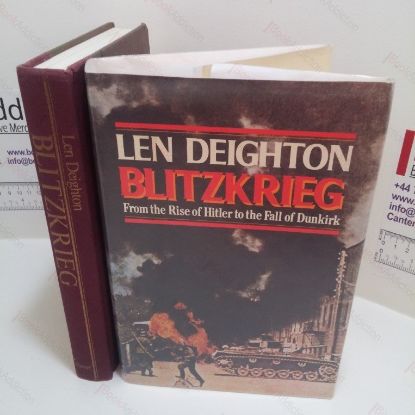 LEN DEIGHTON
BLITZKRIEG
From the Rise of Hitler to the Fall of Dunkirk
Len Deighton
BLITZKRIEG